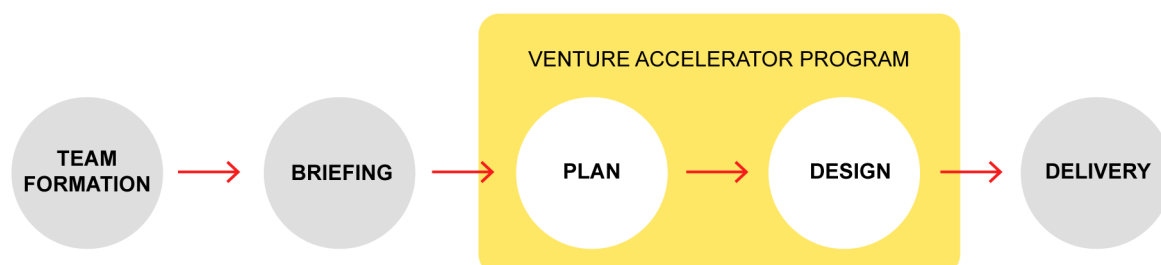 VENTURE ACCELERATOR PROGRAM
TEAM
FORMATION
BRIEFING
PLAN
DESIGN
DELIVERY